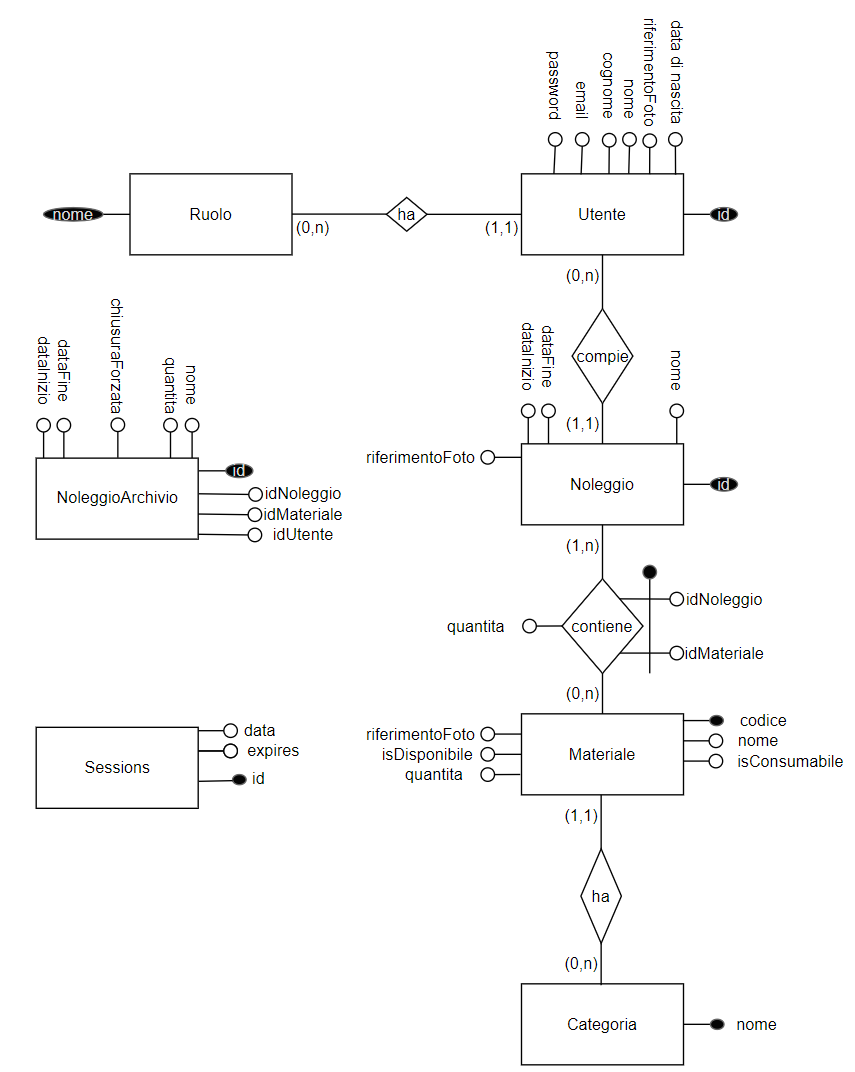 password
email
cognome
nome
riferimentoFoto
data di nascita
nome
Ruolo
(0,n)
ha
(1,1)
Utente
id
(0,n)
compie
(1,1)
dataInizio
dataFine
nome
riferimentoFoto
Noleggio
id
(1,n)
dataInizio
dataFine
chiusuraForzata
quantita
nome
NoleggioArchivio
id
idNoleggio
idMateriale
idUtente
quantita
contiene
idNoleggio
idMateriale
(0,n)
riferimentoFoto
isDisponibile
quantita
Materiale
codice
nome
isConsumabile
Sessions
data
expires
id
(1,1)
ha
(0,n)
Categoria
nome